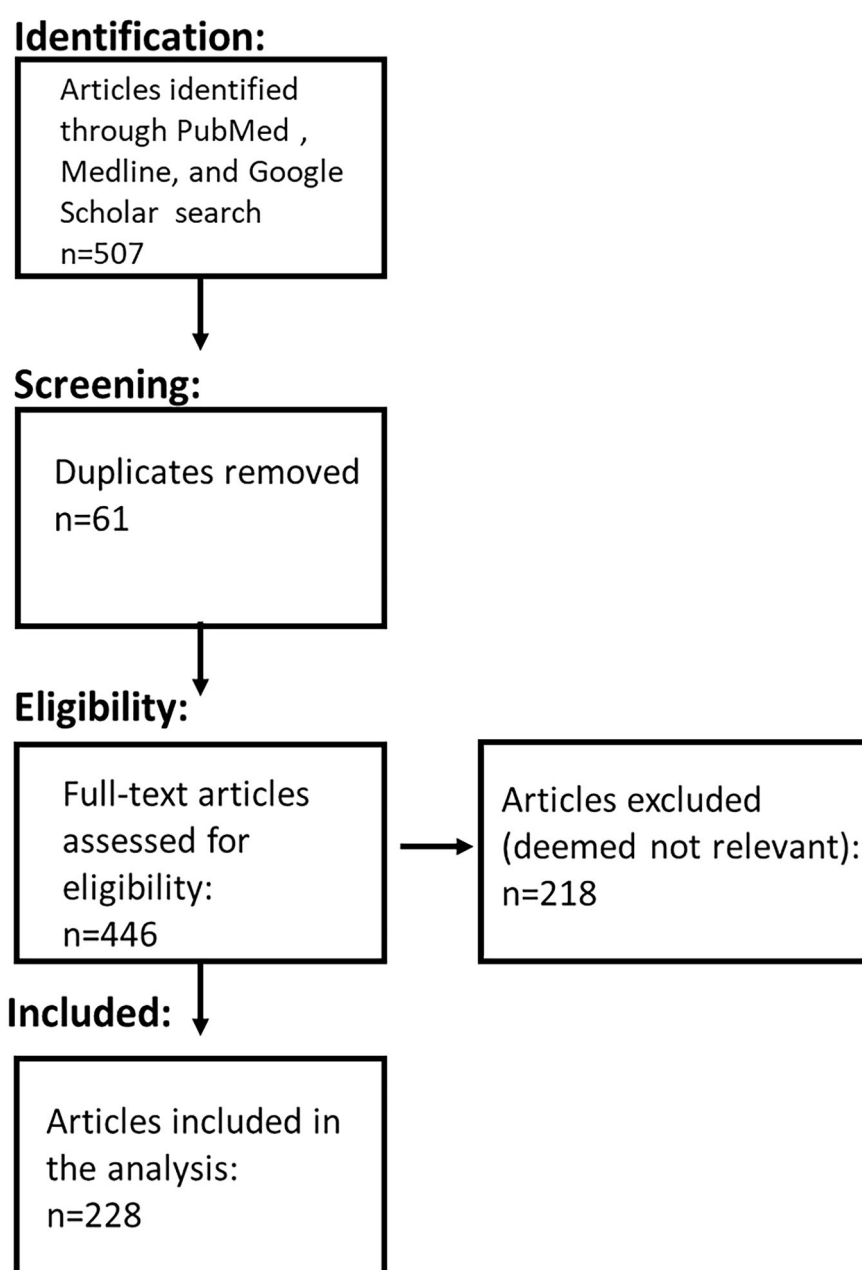 Identification:
Articles identified
through PubMed ,
Medline, and Google
Scholar search
n=507
Screening:
Duplicates removed
n=61
Eligibility:
Full-text articles
assessed for
eligibility:
n=446
Articles excluded
(deemed not relevant):
n=218
Included:
Articles included in
the analysis:
n=228